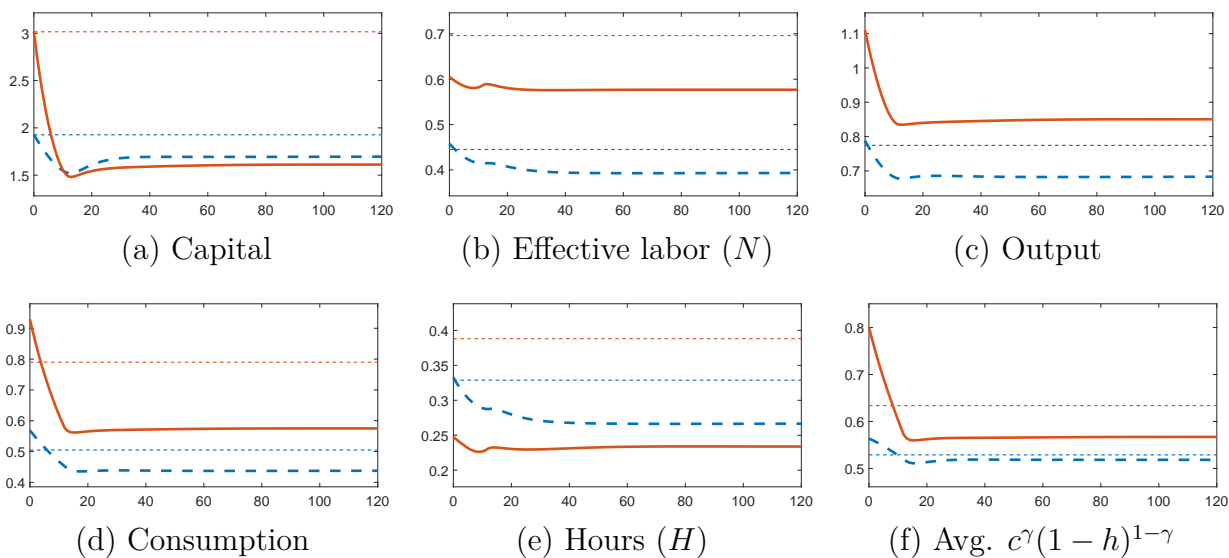 3
2.5
2
1.5
0 20 40 60 80 100 120
(a) Capital
0.7
0.6
0.5
0.4
0 20 40 60 80 100 120
(b) Effective labor (N)
1.1
1
0.9
0.8
0.7
0 20 40 60 80 100 120
(c) Output
0.9
0.8
0.7
0.6
0.5
0.4
0 20 40 60 80 100 120
(d) Consumption
0.4
0.35
0.3
0.25
0.2
0 20 40 60 80 100 120
(e) Hours (H)
0.8
0.7
0.6
0.5
0 20 40 60 80 100 120
(f) Avg. c^γ(1 − h)^{1−γ}